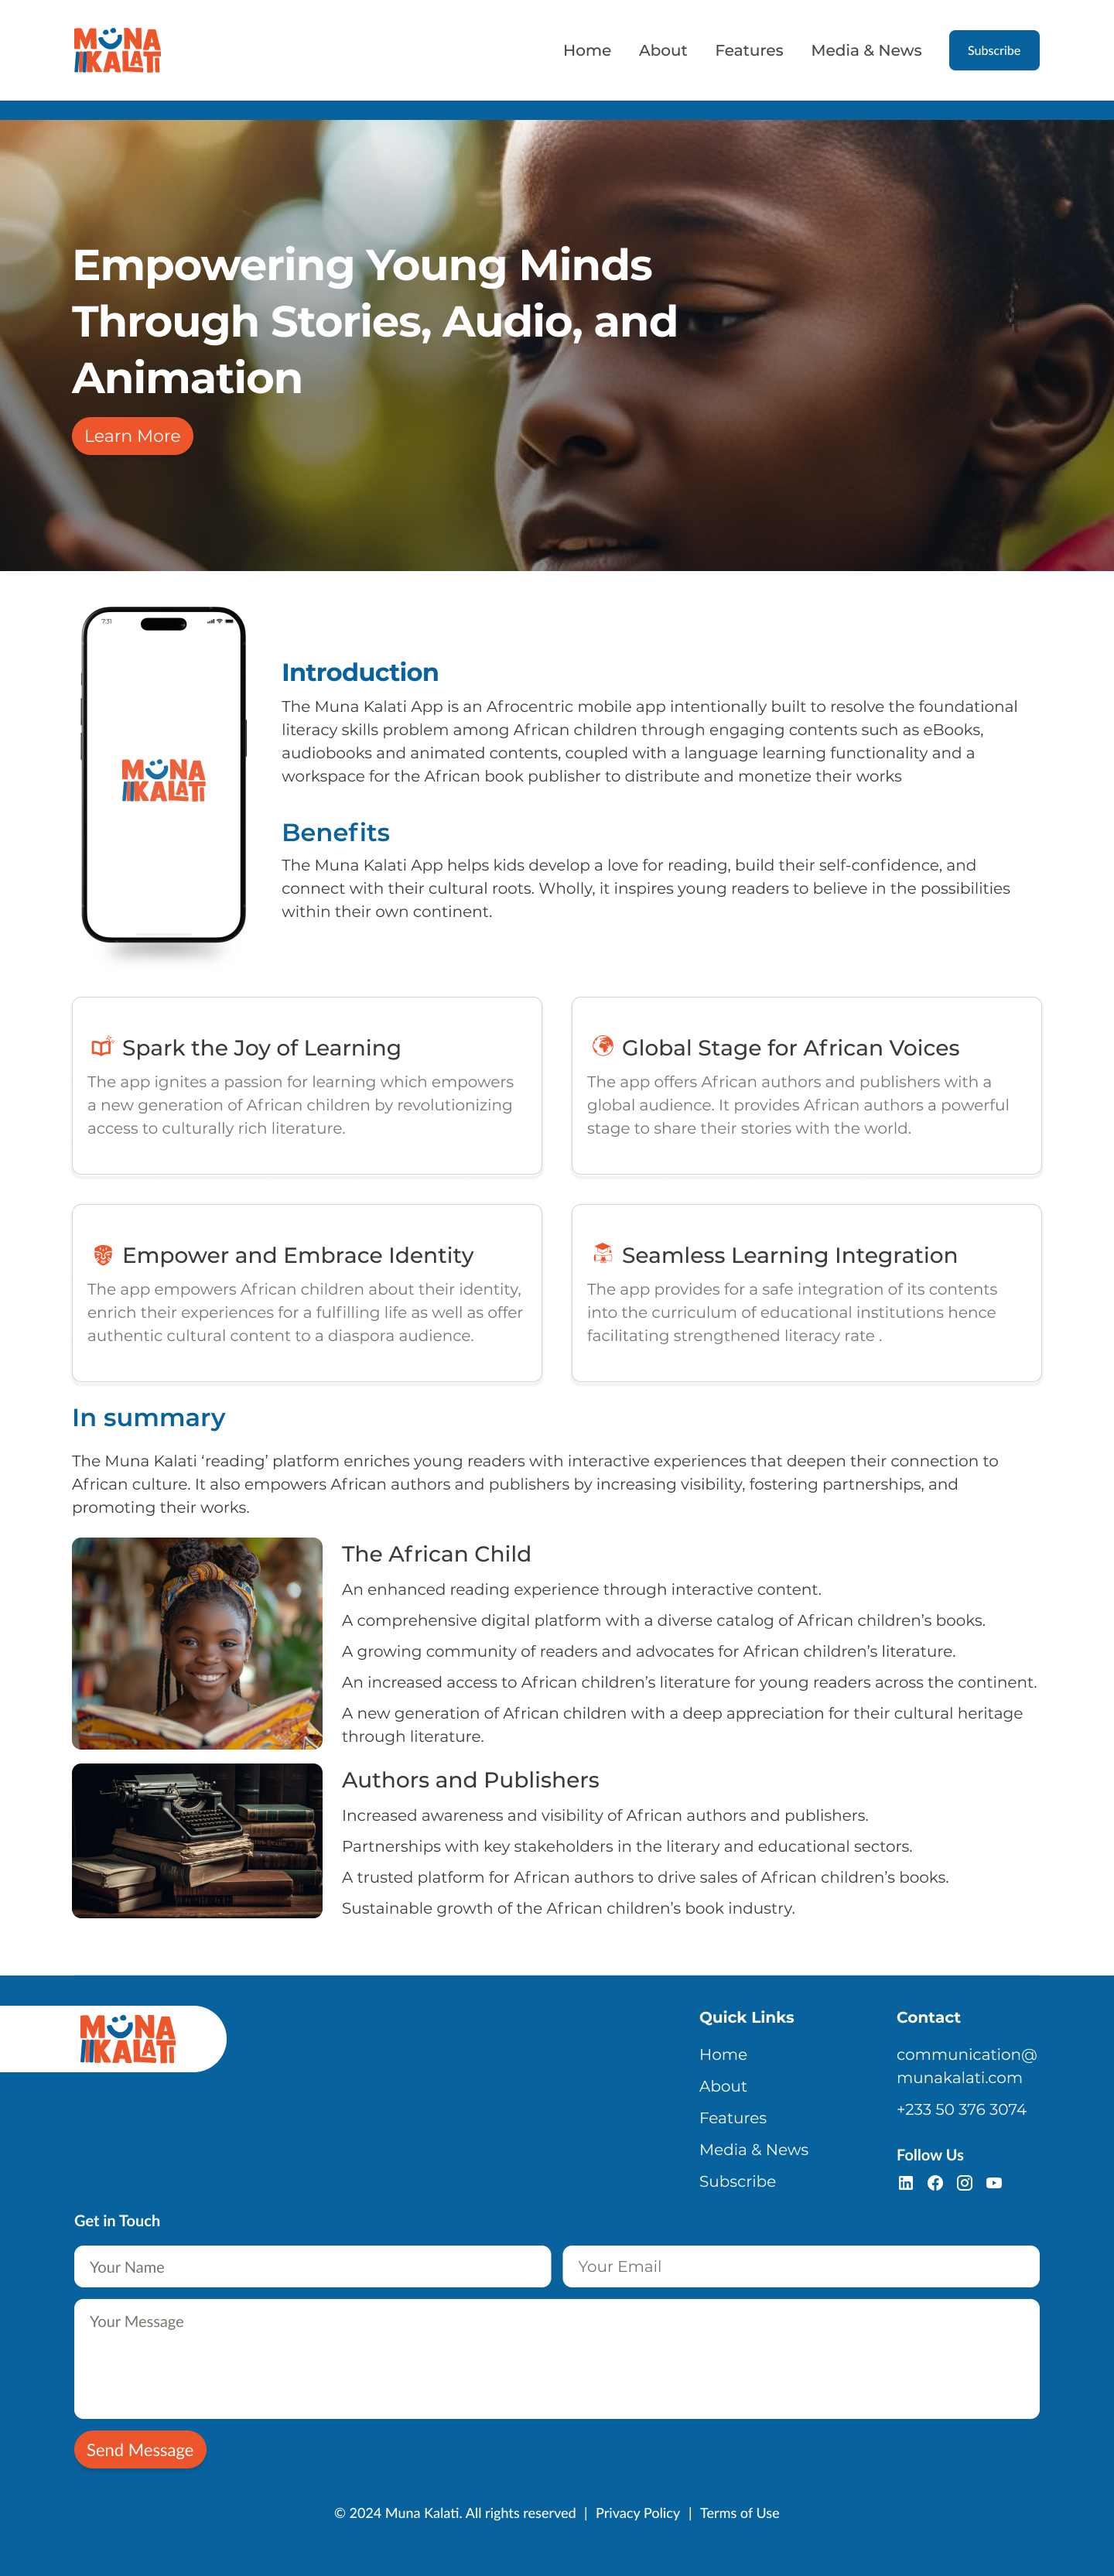 MUNA
KALATI
Home About Features Media & News Subscribe
Empowering Young Minds
Through Stories, Audio, and
Animation
Learn More
7:31
MUNA
KALATI
Introduction
The Muna Kalati App is an Afrocentric mobile app intentionally built to resolve the foundational
literacy skills problem among African children through engaging contents such as eBooks,
audiobooks and animated contents, coupled with a language learning functionality and a
workspace for the African book publisher to distribute and monetize their works
Benefits
The Muna Kalati App helps kids develop a love for reading, build their self-confidence, and
connect with their cultural roots. Wholly, it inspires young readers to believe in the possibilities
within their own continent.
Spark the Joy of Learning
The app ignites a passion for learning which empowers
a new generation of African children by revolutionizing
access to culturally rich literature.
Global Stage for African Voices
The app offers African authors and publishers with a
global audience. It provides African authors a powerful
stage to share their stories with the world.
Empower and Embrace Identity
The app empowers African children about their identity,
enrich their experiences for a fulfilling life as well as offer
authentic cultural content to a diaspora audience.
Seamless Learning Integration
The app provides for a safe integration of its contents
into the curriculum of educational institutions hence
facilitating strengthened literacy rate .
In summary
The Muna Kalati ‘reading’ platform enriches young readers with interactive experiences that deepen their connection to
African culture. It also empowers African authors and publishers by increasing visibility, fostering partnerships, and
promoting their works.
The African Child
An enhanced reading experience through interactive content.
A comprehensive digital platform with a diverse catalog of African children’s books.
A growing community of readers and advocates for African children’s literature.
An increased access to African children’s literature for young readers across the continent.
A new generation of African children with a deep appreciation for their cultural heritage
through literature.
Authors and Publishers
Increased awareness and visibility of African authors and publishers.
Partnerships with key stakeholders in the literary and educational sectors.
A trusted platform for African authors to drive sales of African children’s books.
Sustainable growth of the African children’s book industry.
MUNA
KALATI
Quick Links
Home
About
Features
Media & News
Subscribe
Contact
communication@
munakalati.com
+233 50 376 3074
Follow Us
Get in Touch
Your Name
Your Email
Your Message
Send Message
© 2024 Muna Kalati. All rights reserved | Privacy Policy | Terms of Use